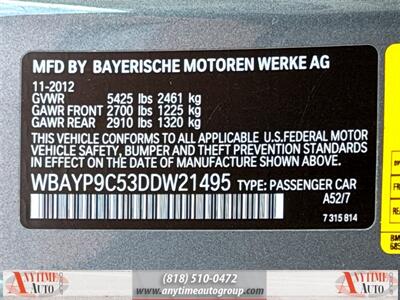 MFD BY BAYERISCHE MOTOREN WERKE AG
11-2012
GVWR 5425 lbs 2461 kg
GAWR FRONT 2700 lbs 1225 kg
GAWR REAR 2910 lbs 1320 kg
THIS VEHICLE CONFORMS TO ALL APPLICABLE
U.S. FEDERAL MOTOR
VEHICLE SAFETY, BUMPER, AND THEFT PREVENTION
STANDARDS IN EFFECT ON THE DATE OF MANUFACTURE
SHOWN ABOVE.
WBAYP9C53DDW21495 TYPE: PASSENGER CAR
A52/7
7 315 814
ANYTIME AUTO
(818) 510-0472
www.anytimeautogroup.com
ANYTIME AUTO